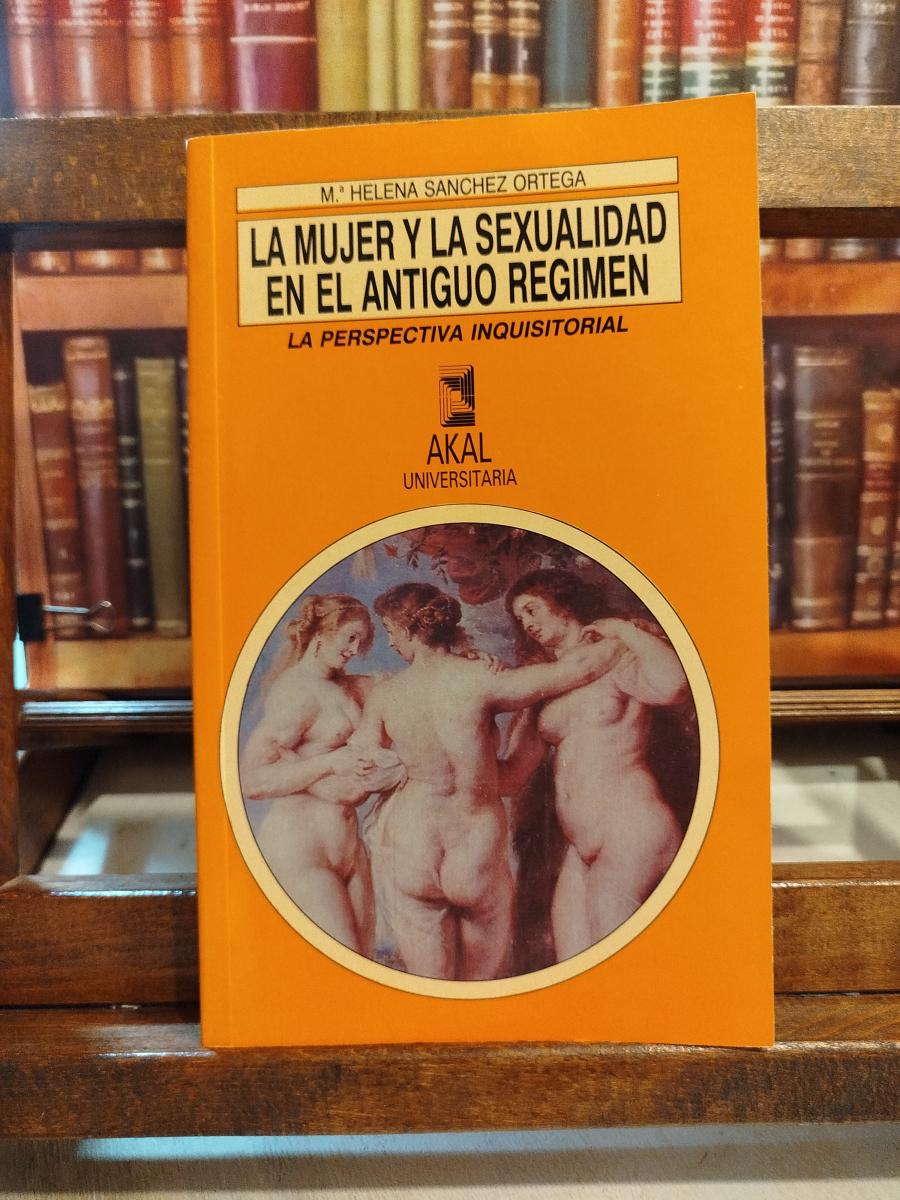 M.ª HELENA SANCHEZ ORTEGA
LA MUJER Y LA SEXUALIDAD
EN EL ANTIGUO REGIMEN
LA PERSPECTIVA INQUISITORIAL
AKAL
UNIVERSITARIA